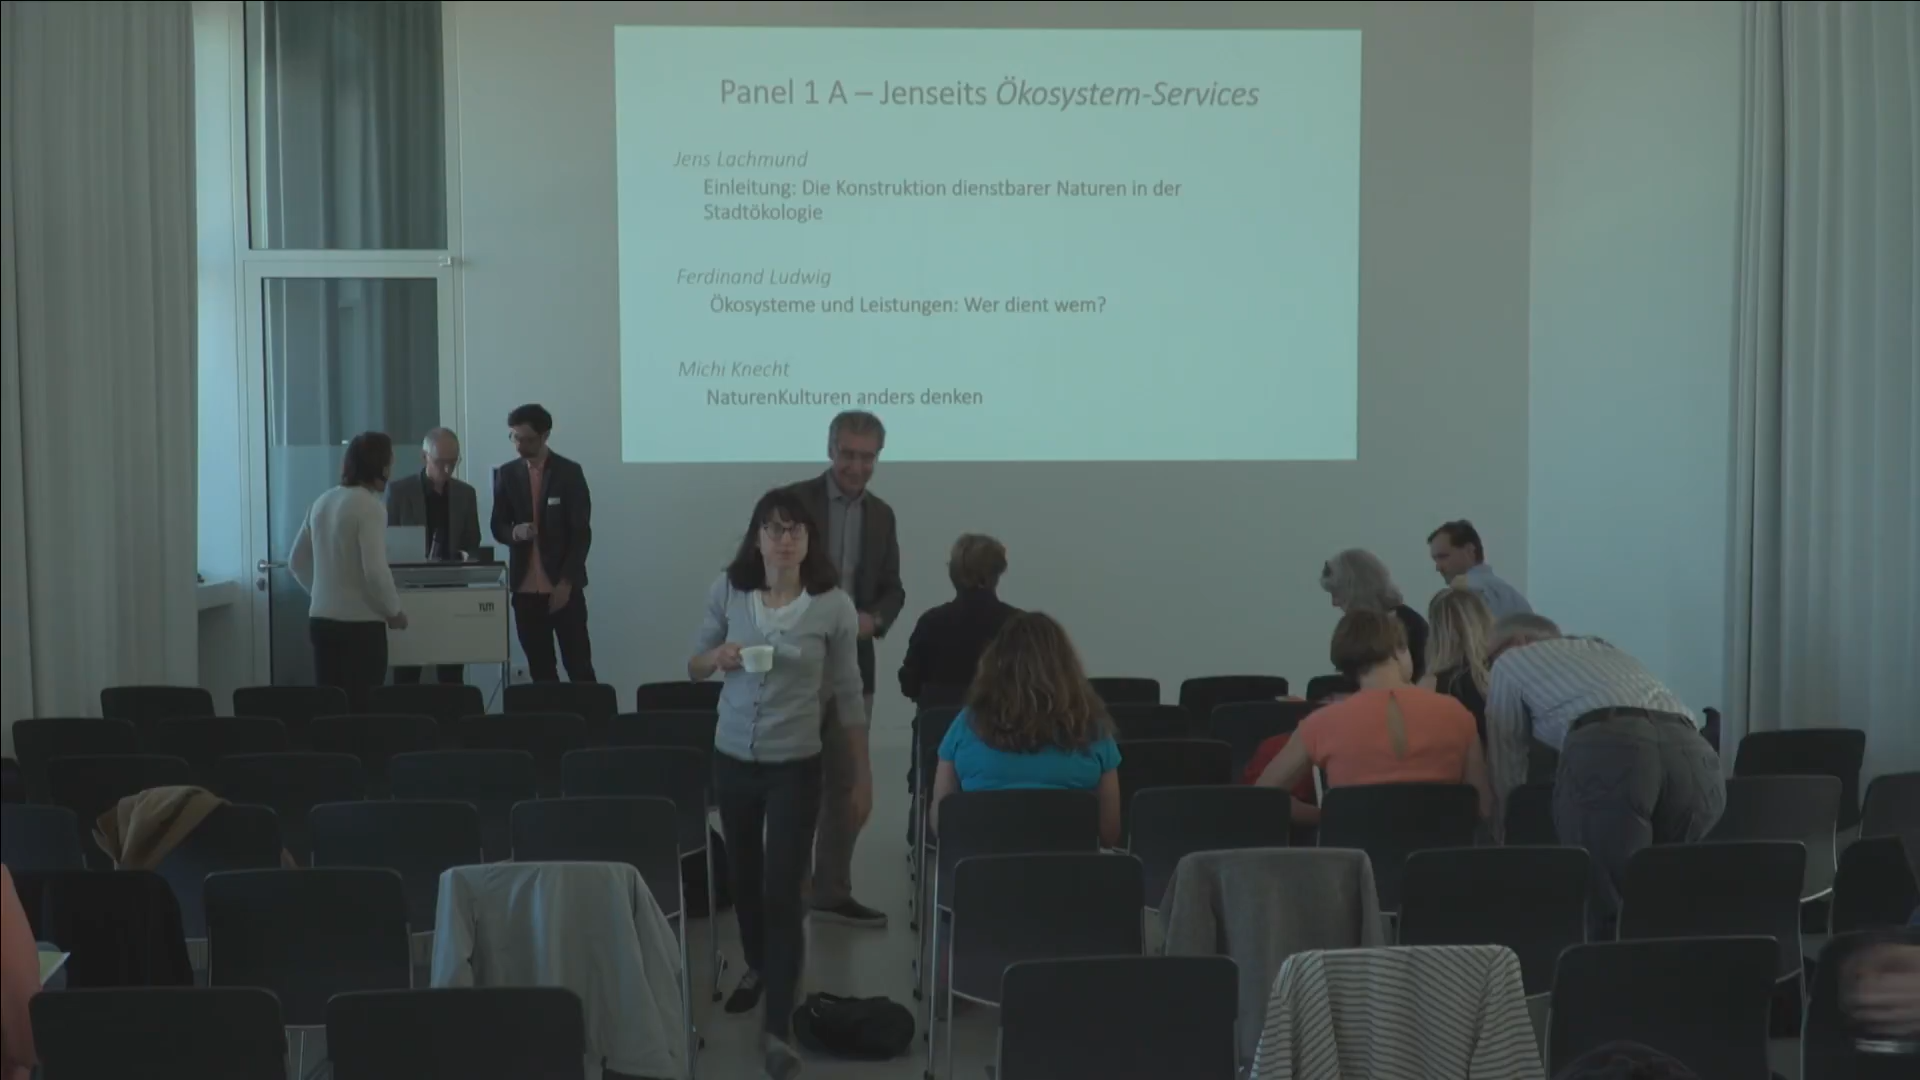 Panel 1 A – Jenseits Ökosystem-Services
Jens Lachmund
Einleitung: Die Konstruktion dienstbarer Naturen in der
Stadtökologie
Ferdinand Ludwig
Ökosysteme und Leistungen: Wer dient wem?
Michi Knecht
NaturenKulturen anders denken
TUM